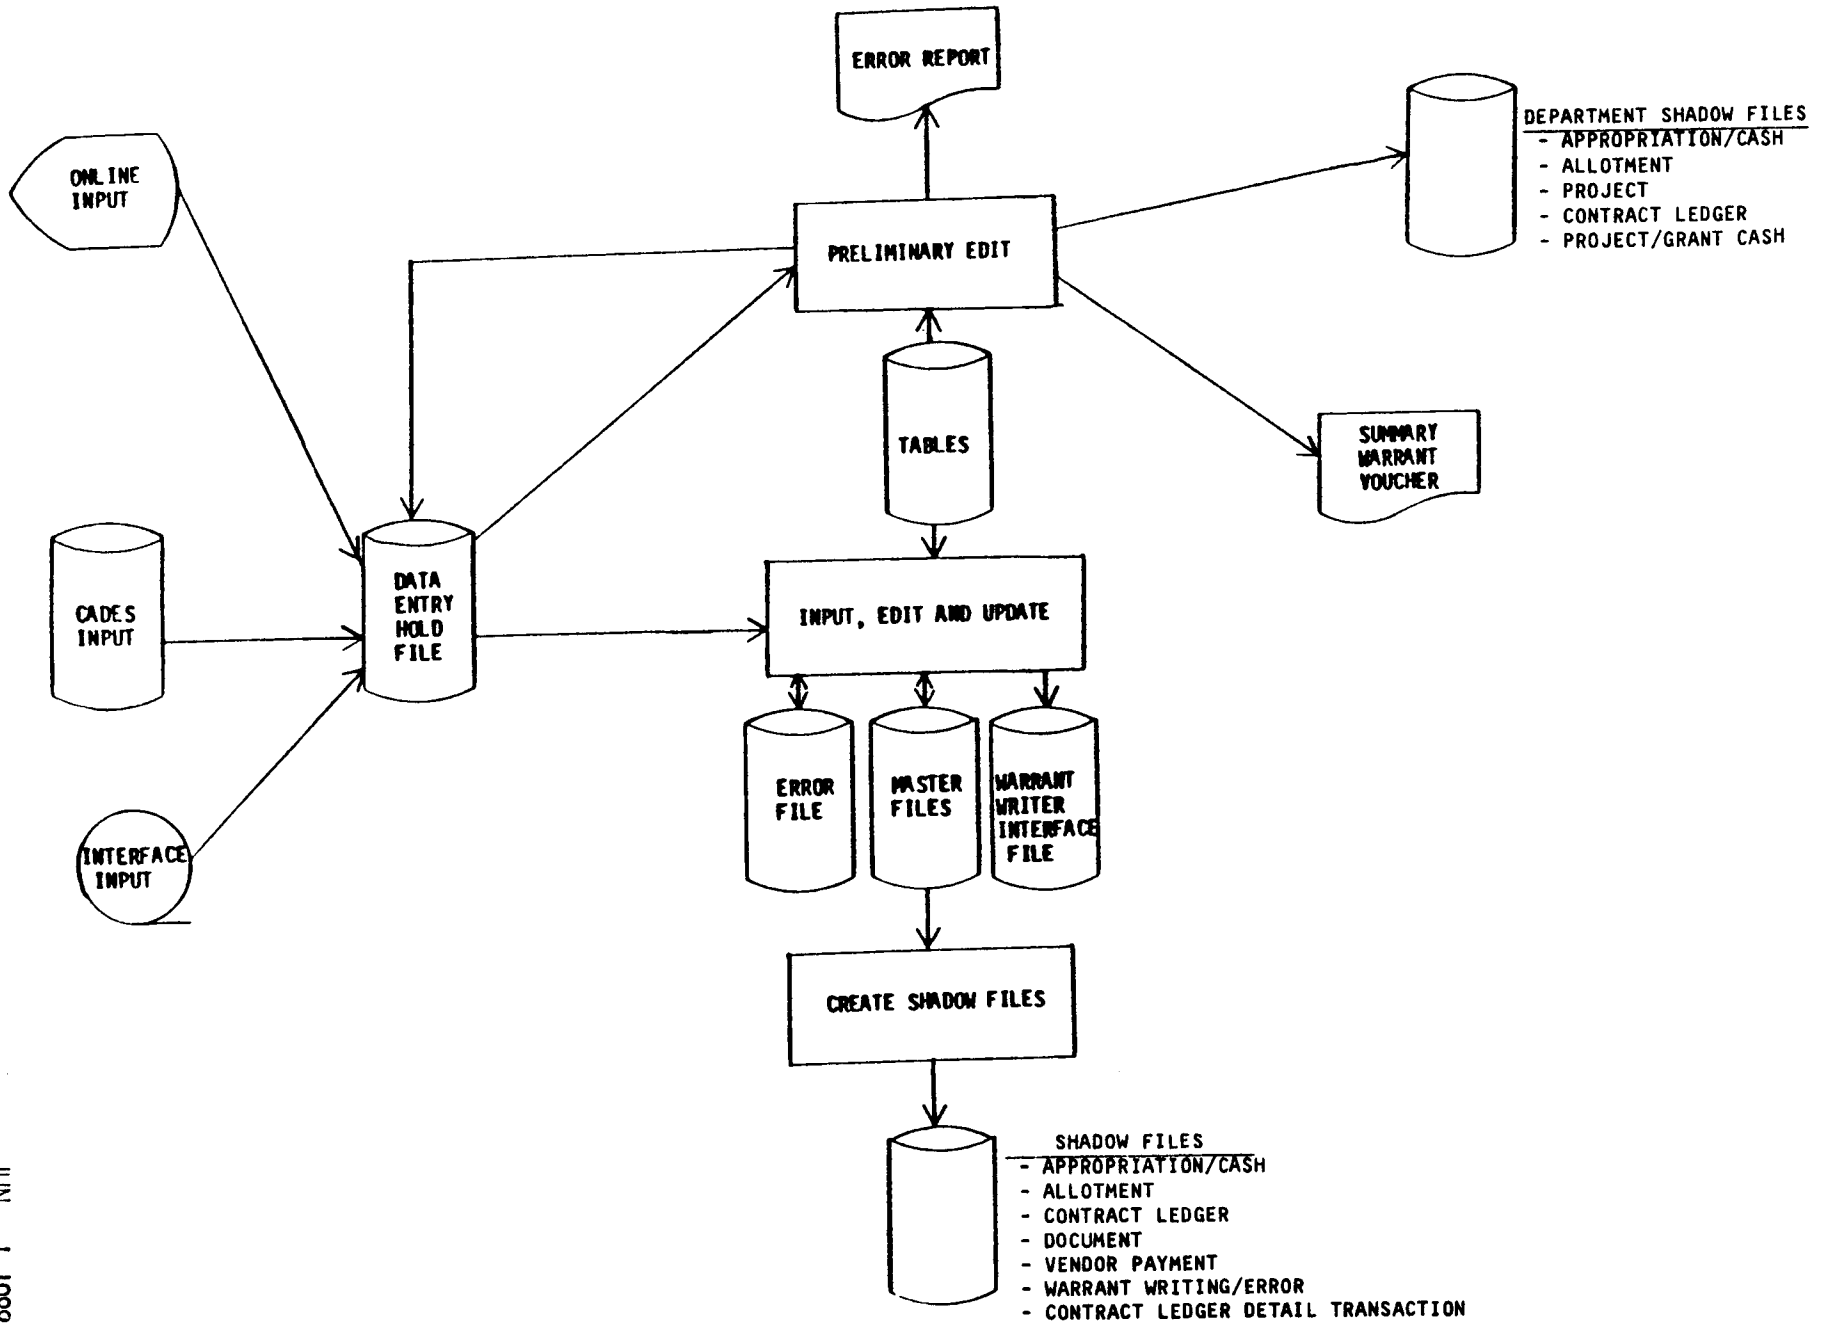 ERROR REPORT
DEPARTMENT SHADOW FILES
- APPROPRIATION/CASH
- ALLOTMENT
- PROJECT
- CONTRACT LEDGER
- PROJECT/GRANT CASH
ONLINE
INPUT
PRELIMINARY EDIT
TABLES
SUMMARY
WARRANT
VOUCHER
CADES
INPUT
DATA
ENTRY
HOLD
FILE
INPUT, EDIT AND UPDATE
ERROR
FILE
MASTER
FILES
WARRANT
WRITER
INTERFACE
FILE
INTERFACE
INPUT
CREATE SHADOW FILES
SHADOW FILES
- APPROPRIATION/CASH
- ALLOTMENT
- CONTRACT LEDGER
- DOCUMENT
- VENDOR PAYMENT
- WARRANT WRITING/ERROR
- CONTRACT LEDGER DETAIL TRANSACTION